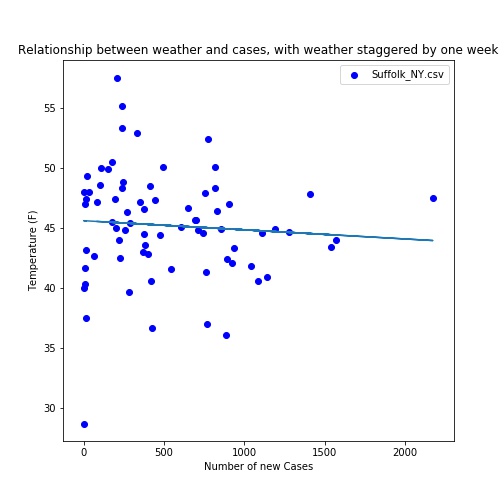 Relationship between weather and cases, with weather staggered by one week
Suffolk_NY.csv
Temperature (F)
55
50
45
40
35
30
0 500 1000 1500 2000
Number of new Cases